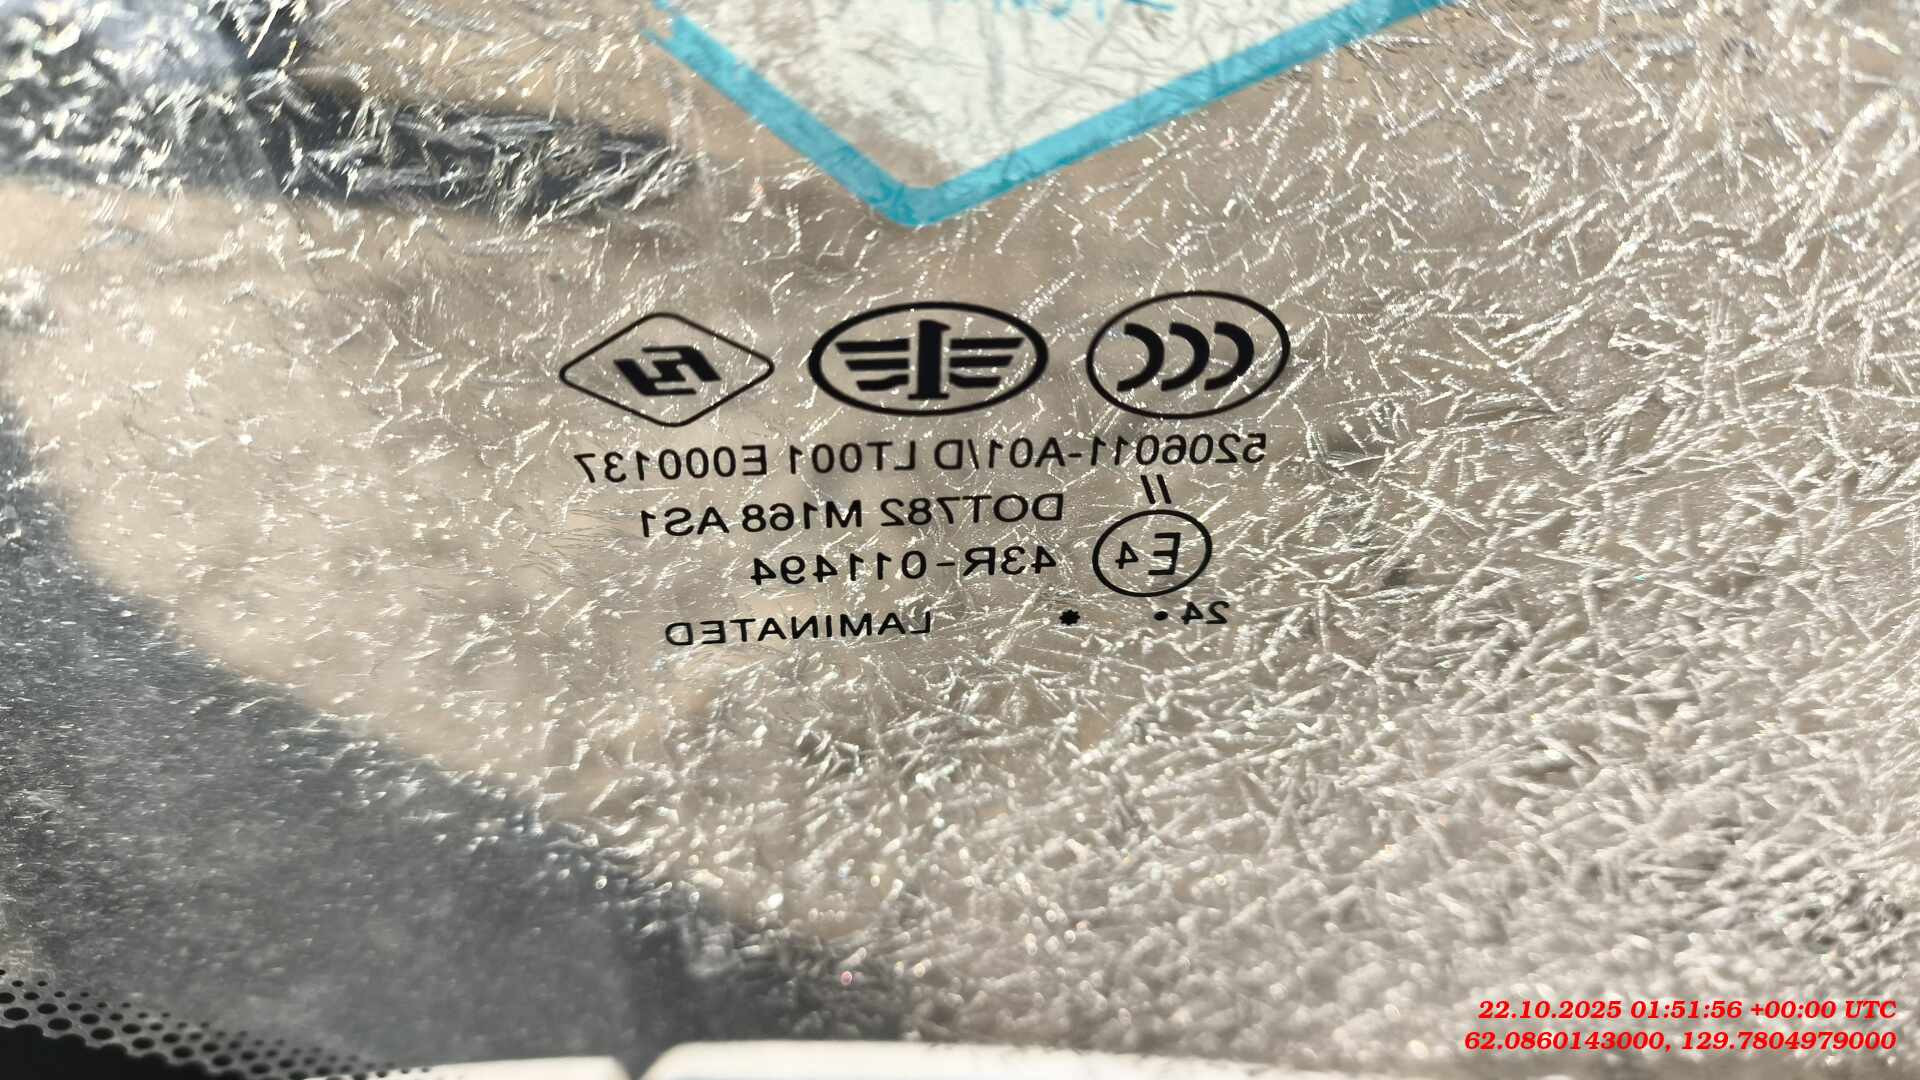 CCC
FY
5206011-A01/D LT001 E000137
//
DOT782 M168 AS1
E4 43R-011494
24 • * LAMINATED
22.10.2025 01:51:56 +00:00 UTC
62.0860143000, 129.7804979000